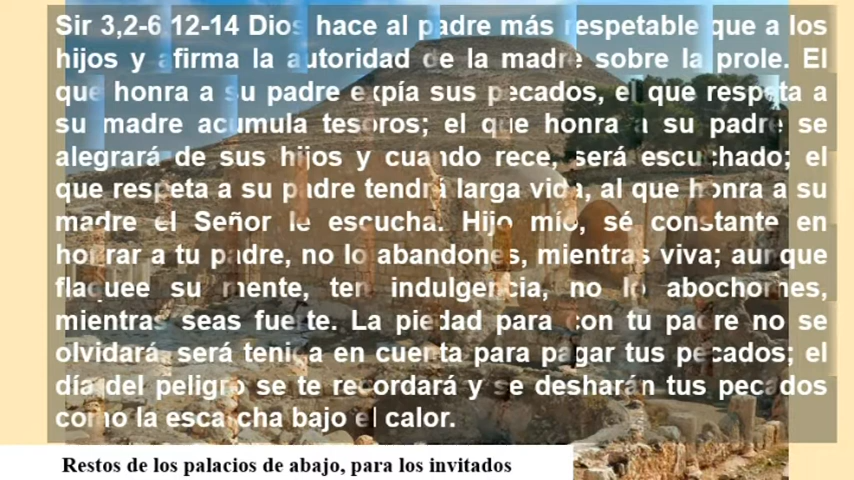 Sir 3,2-6.12-14 Dios hace al padre más respetable que a los
hijos y afirma la autoridad de la madre sobre la prole. El
que honra a su padre expía sus pecados, el que respeta a
su madre acumula tesoros; el que honra a su padre se
alegrará de sus hijos y cuando rece, será escuchado; el
que respeta a su padre tendrá larga vida, al que honra a su
madre el Señor le escucha. Hijo mío, sé constante en
honrar a tu padre, no lo abandones, mientras viva; aunque
flaquee su mente, ten indulgencia, no lo abochornes,
mientras seas fuerte. La piedad para con tu padre no se
olvidará, será tenida en cuenta para pagar tus pecados; el
día del peligro se te recordará y se desharán tus pecados
como la escarcha bajo el calor.
Restos de los palacios de abajo, para los invitados